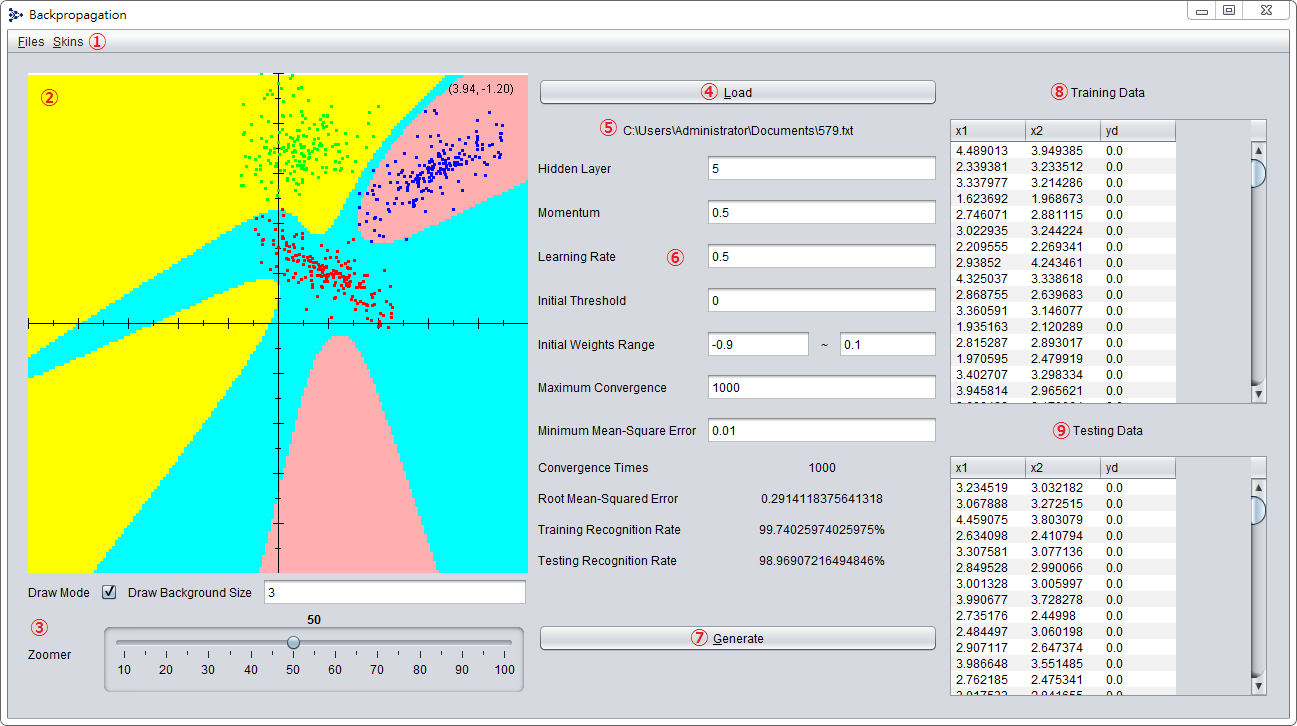 Backpropagation
Files Skins ①
②
(3.94, -1.20)
Draw Mode Draw Background Size 3
③
Zoomer
50
10 20 30 40 50 60 70 80 90 100
④ Load
⑤ C:\Users\Administrator\Documents\579.txt
Hidden Layer 5
Momentum 0.5
Learning Rate ⑥ 0.5
Initial Threshold 0
Initial Weights Range -0.9 ~ 0.1
Maximum Convergence 1000
Minimum Mean-Square Error 0.01
Convergence Times 1000
Root Mean-Squared Error 0.2914118375641318
Training Recognition Rate 99.74025974025975%
Testing Recognition Rate 98.96907216494846%
⑦ Generate
⑧ Training Data
x1 x2 yd
4.489013 3.949385 0.0
2.339381 3.233512 0.0
3.337977 3.214286 0.0
1.623692 1.968673 0.0
2.746071 2.881115 0.0
3.022935 3.244224 0.0
2.209555 2.269341 0.0
2.93852 4.243461 0.0
4.325037 3.338618 0.0
2.868755 2.639683 0.0
3.360591 3.146077 0.0
1.935163 2.120289 0.0
2.815287 2.893017 0.0
1.970595 2.479919 0.0
3.402707 3.298334 0.0
3.945814 2.965621 0.0
⑨ Testing Data
x1 x2 yd
3.234519 3.032182 0.0
3.067888 3.272515 0.0
4.459075 3.803079 0.0
2.634098 2.410794 0.0
3.307581 3.077136 0.0
2.849528 2.990066 0.0
3.001328 3.005997 0.0
3.990677 3.728278 0.0
2.735176 2.44998 0.0
2.484497 3.060198 0.0
2.907117 2.647374 0.0
3.986648 3.551485 0.0
2.762185 2.475341 0.0